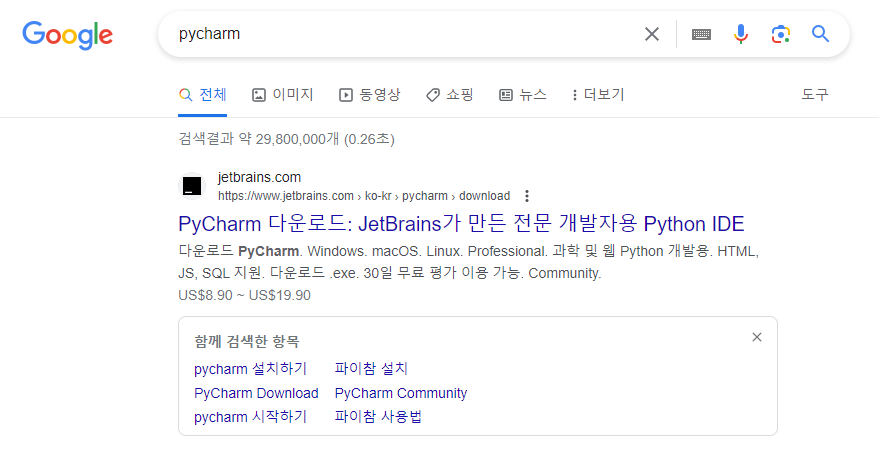 Google
pycharm
전체 이미지 동영상 쇼핑 뉴스 더보기 도구
검색결과 약 29,800,000개 (0.26초)
jetbrains.com
https://www.jetbrains.com › ko-kr › pycharm › download
PyCharm 다운로드: JetBrains가 만든 전문 개발자용 Python IDE
다운로드 PyCharm. Windows. macOS. Linux. Professional. 과학 및 웹 Python 개발용. HTML,
JS, SQL 지원. 다운로드 .exe. 30일 무료 평가 이용 가능. Community.
US$8.90 ~ US$19.90
함께 검색한 항목
pycharm 설치하기 파이참 설치
PyCharm Download PyCharm Community
pycharm 시작하기 파이참 사용법